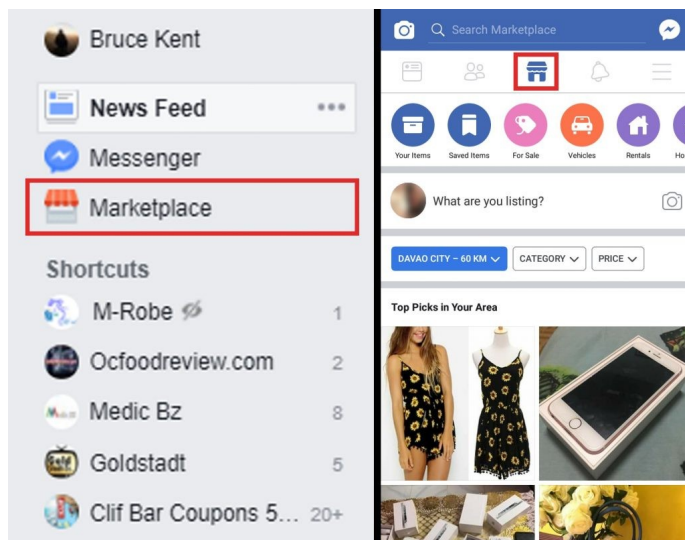 Bruce Kent
News Feed
Messenger
Marketplace
Shortcuts
M-Robe 1
Ocfoodreview.com 2
Medic Bz 8
Goldstadt 5
Clif Bar Coupons 5... 20+
Search Marketplace
Your Items Saved Items For Sale Vehicles Rentals Ho
What are you listing?
DAVAO CITY – 60 KM CATEGORY PRICE
Top Picks in Your Area